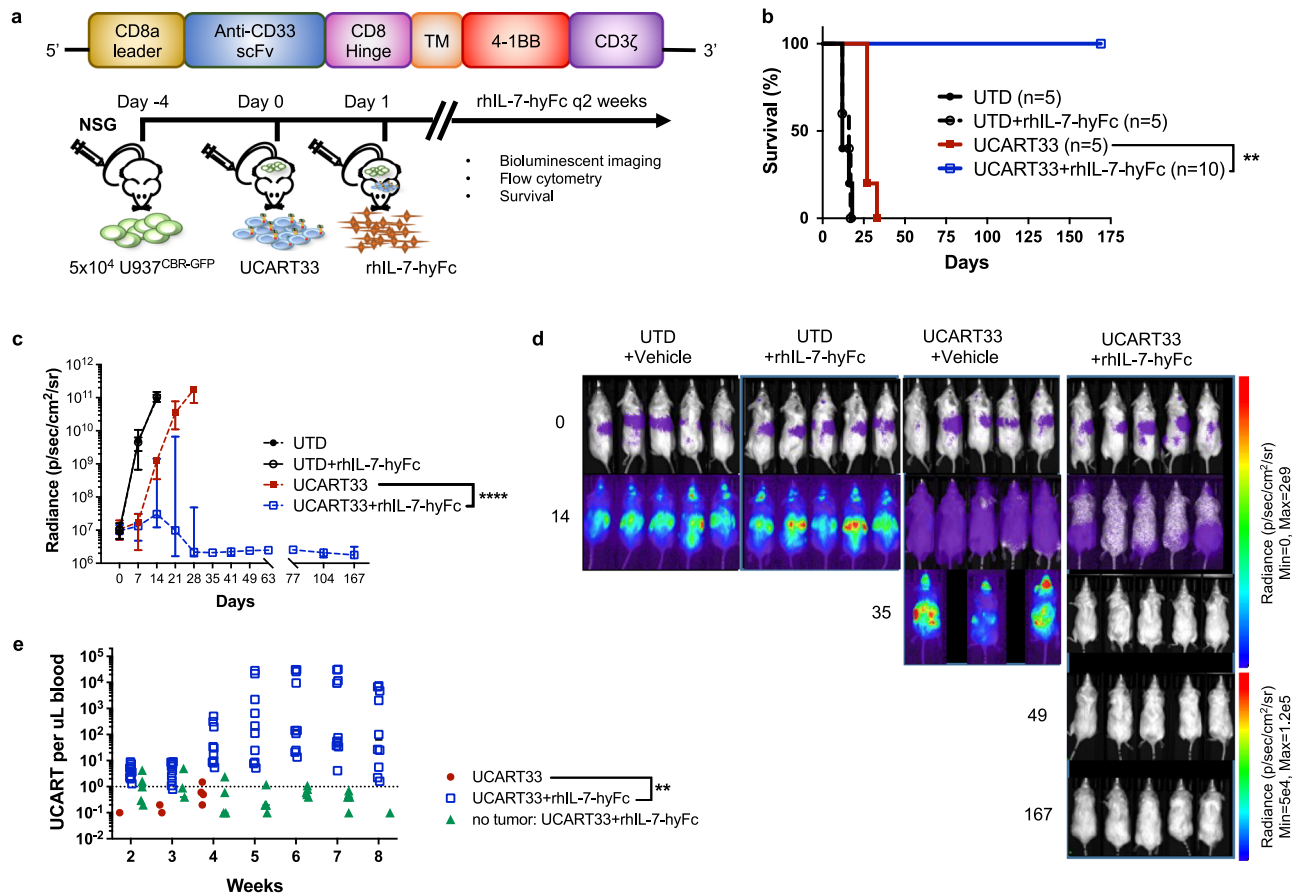 a
5’
CD8a
leader
Anti-CD33
scFv
CD8
Hinge
TM
4-1BB
CD3ζ
3’
Day -4
Day 0
Day 1
rhIL-7-hyFc q2 weeks
NSG
• Bioluminescent imaging
• Flow cytometry
• Survival
5x10⁴ U937ᶜᴮᴿ⁻ᴳᶠᴾ
UCART33
rhIL-7-hyFc
b
Survival (%)
100
50
0
0 25 50 75 100 125 150 175
Days
UTD (n=5)
UTD+rhIL-7-hyFc (n=5)
UCART33 (n=5)
UCART33+rhIL-7-hyFc (n=10)
**
c
Radiance (p/sec/cm²/sr)
10¹²
10¹¹
10¹⁰
10⁹
10⁸
10⁷
10⁶
0 7 14 21 28 35 41 49 63 77 104 167
Days
UTD
UTD+rhIL-7-hyFc
UCART33
UCART33+rhIL-7-hyFc
****
d
UTD
+Vehicle
UTD
+rhIL-7-hyFc
UCART33
+Vehicle
UCART33
+rhIL-7-hyFc
0
14
35
49
167
Radiance (p/sec/cm²/sr)
Min=0, Max=2e9
Radiance (p/sec/cm²/sr)
Min=5e4, Max=1.2e5
e
UCART per uL blood
10⁵
10⁴
10³
10²
10¹
10⁰
10⁻¹
10⁻²
2 3 4 5 6 7 8
Weeks
UCART33
UCART33+rhIL-7-hyFc
no tumor: UCART33+rhIL-7-hyFc
**